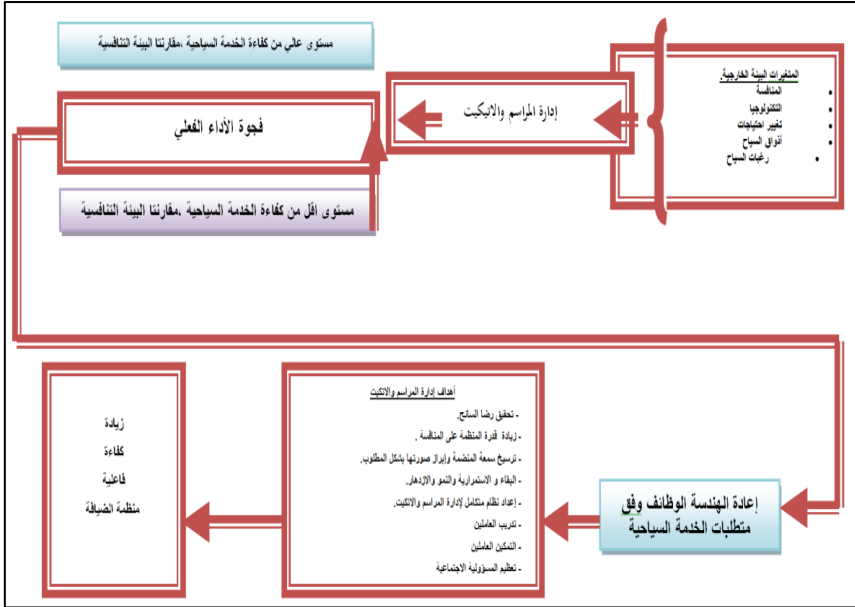 مستوى عالي من كفاءة الخدمة السياحية ،مقارنتا البيئة التنافسية
المتغيرات البيئة الخارجية.
المنافسة
التكنولوجيا
تغيير احتياجات
أذواق السياح
رغبات السياح
إدارة المراسم والاتيكيت
فجوة الأداء الفعلي
مستوى اقل من كفاءة الخدمة السياحية ،مقارنتا البيئة التنافسية
إعادة الهندسة الوظائف وفق
متطلبات الخدمة السياحية
أهداف إدارة المراسم والاتكيت
- تحقيق رضا السائح.
- زيادة قدرة المنظمة على المنافسة .
- ترسيخ سمعة المنضمة وإبراز صورتها بشكل المطلوب.
- البقاء و الاستمرارية والنمو والازدهار.
- إعداد نظام متكامل لإدارة المراسم والاتكيت.
- تدريب العاملين
- التمكين العاملين
- تعظيم المسؤولية الاجتماعية
زيادة
كفاءة
فاعلية
منظمة الضيافة